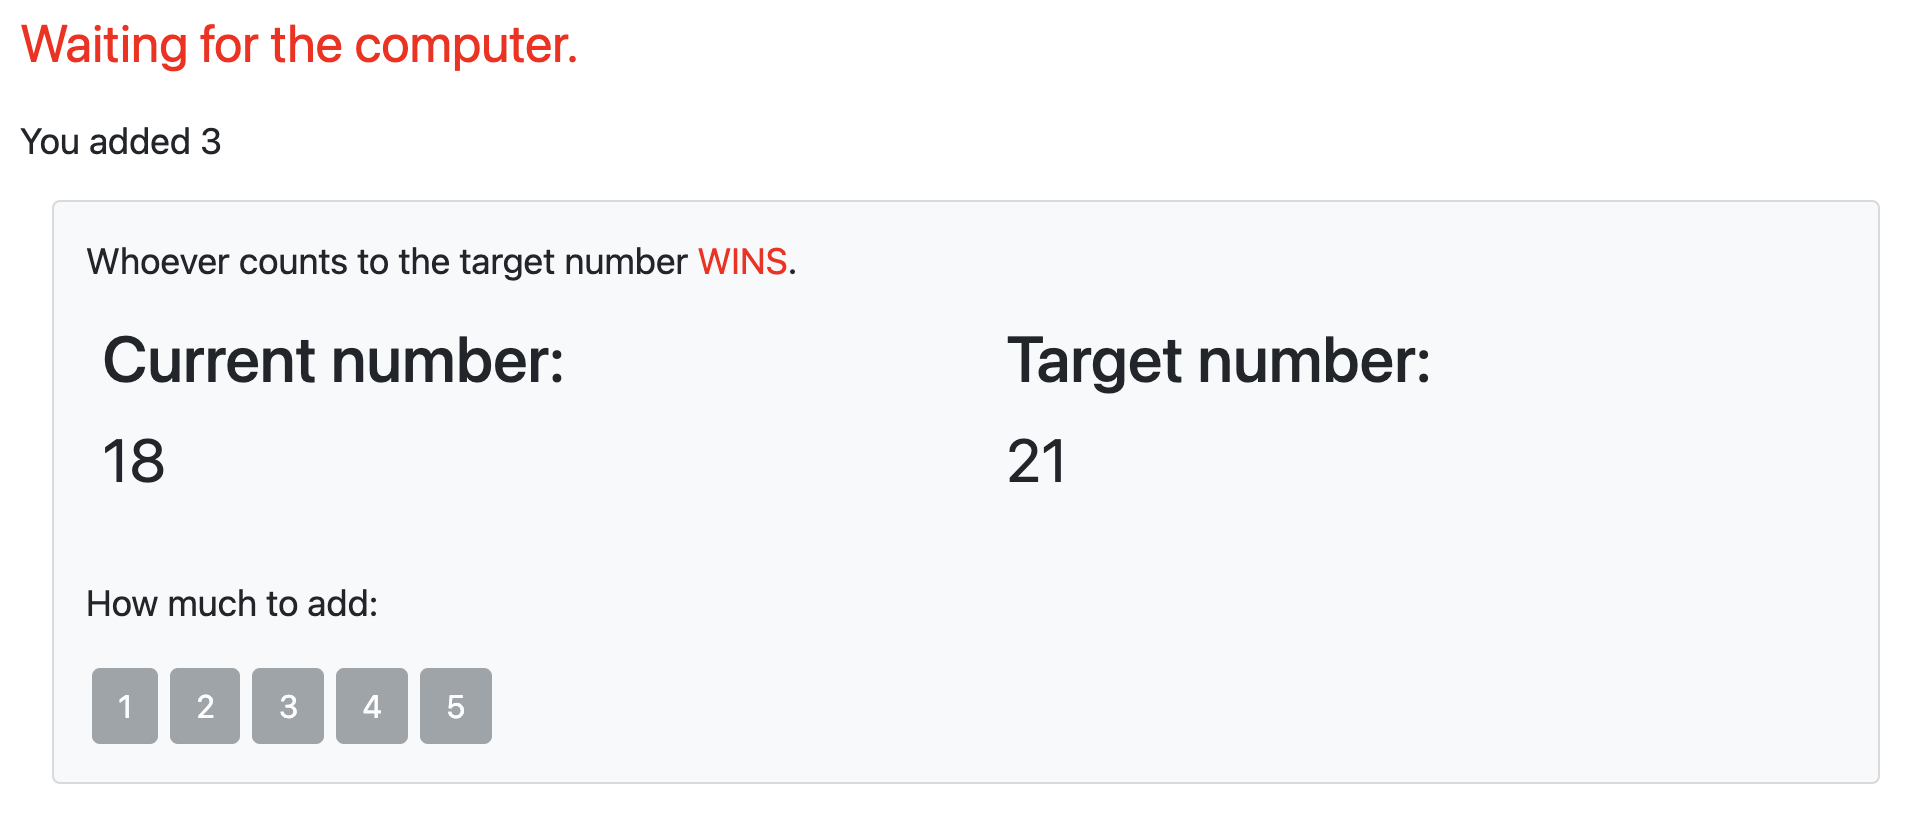 Waiting for the computer.
You added 3
Whoever counts to the target number WINS.
Current number:
Target number:
18
21
How much to add:
1 2 3 4 5